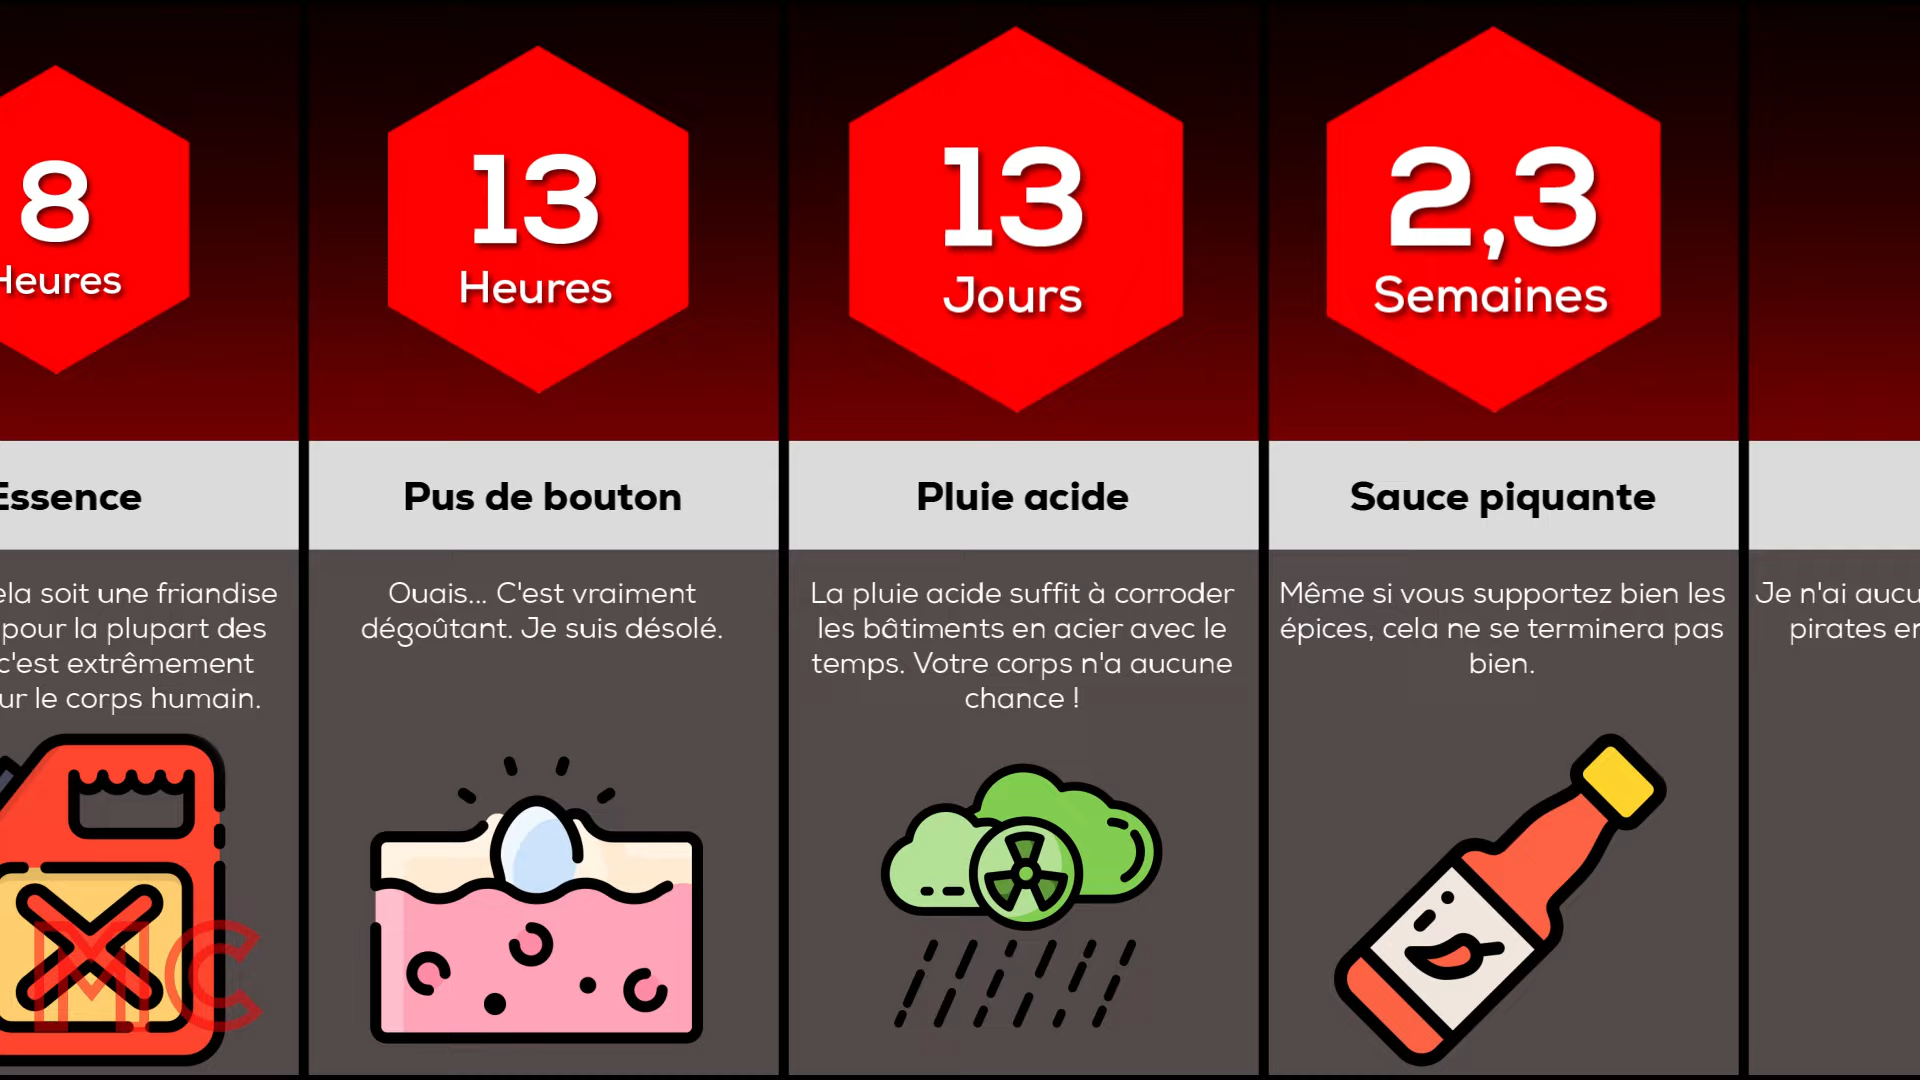 8
Heures
Essence
ela soit une friandise
pour la plupart des
c'est extrêmement
ur le corps humain.
MC
13
Heures
Pus de bouton
Ouais... C'est vraiment
dégoûtant. Je suis désolé.
13
Jours
Pluie acide
La pluie acide suffit à corroder
les bâtiments en acier avec le
temps. Votre corps n'a aucune
chance !
2,3
Semaines
Sauce piquante
Même si vous supportez bien les
épices, cela ne se terminera pas
bien.
Je n'ai aucu
pirates en